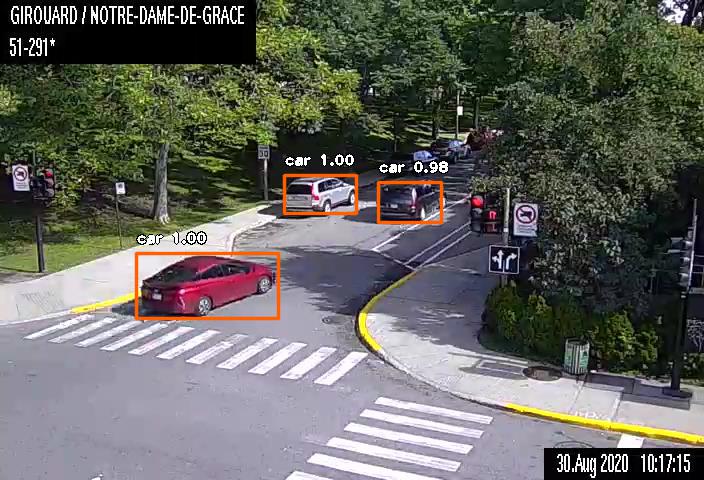 GIROUARD / NOTRE-DAME-DE-GRACE
51-291*
car 1.00
car 0.98
car 1.00
30.Aug 2020 10:17:15